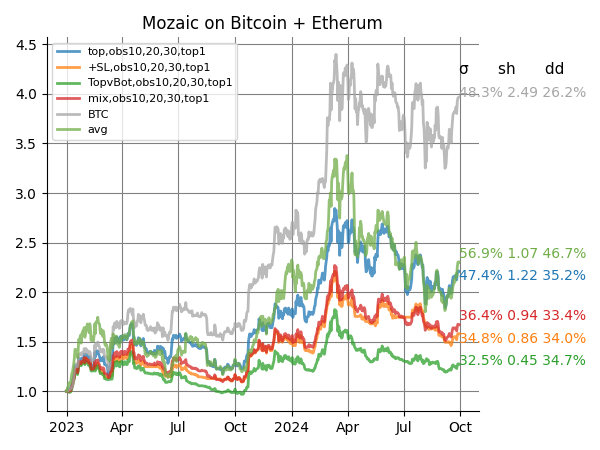 Mozaic on Bitcoin + Etherum
top,obs10,20,30,top1
+SL,obs10,20,30,top1
TopvBot,obs10,20,30,top1
mix,obs10,20,30,top1
BTC
avg
σ sh dd
48.3% 2.49 26.2%
56.9% 1.07 46.7%
47.4% 1.22 35.2%
36.4% 0.94 33.4%
34.8% 0.86 34.0%
32.5% 0.45 34.7%
4.5
4.0
3.5
3.0
2.5
2.0
1.5
1.0
2023 Apr Jul Oct 2024 Apr Jul Oct